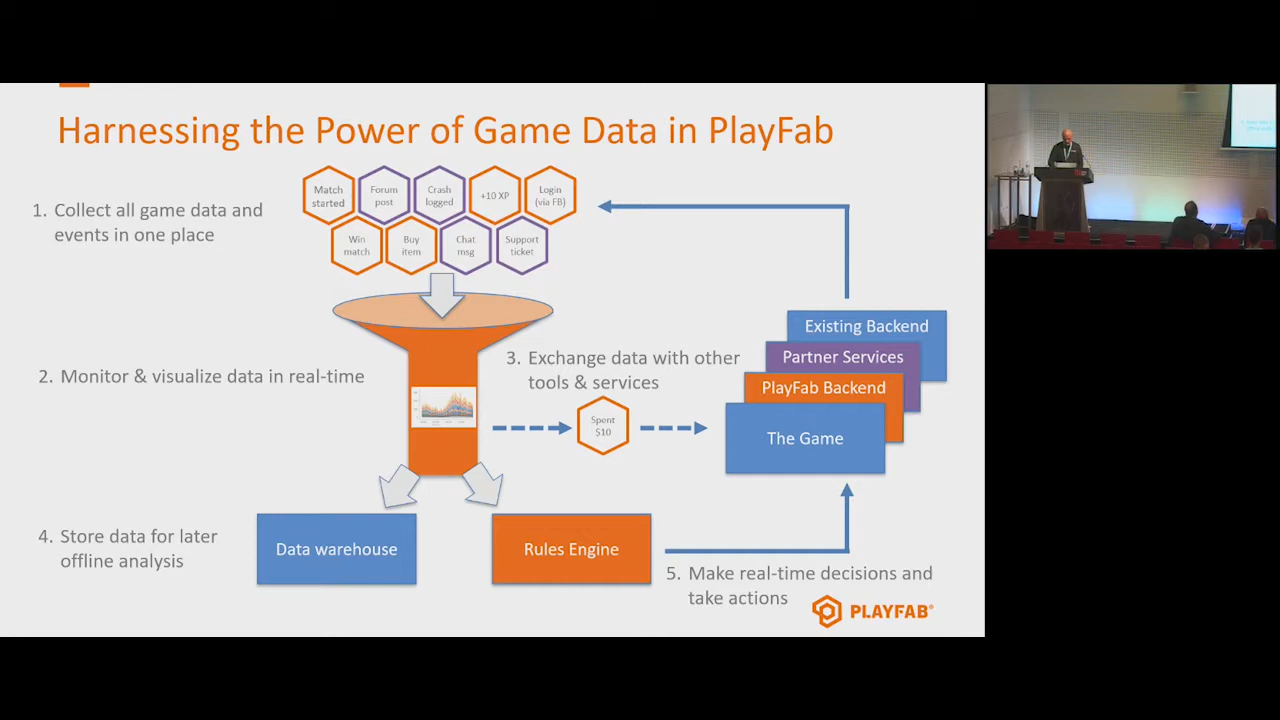 Harnessing the Power of Game Data in PlayFab
1. Collect all game data and
events in one place
Match
started
Forum
post
Crash
logged
+10 XP
Login
(via FB)
Win
match
Buy
item
Chat
msg
Support
ticket
2. Monitor & visualize data in real-time
3. Exchange data with other
tools & services
Spent
$10
Existing Backend
Partner Services
PlayFab Backend
The Game
4. Store data for later
offline analysis
Data warehouse
Rules Engine
5. Make real-time decisions and
take actions
PLAYFAB